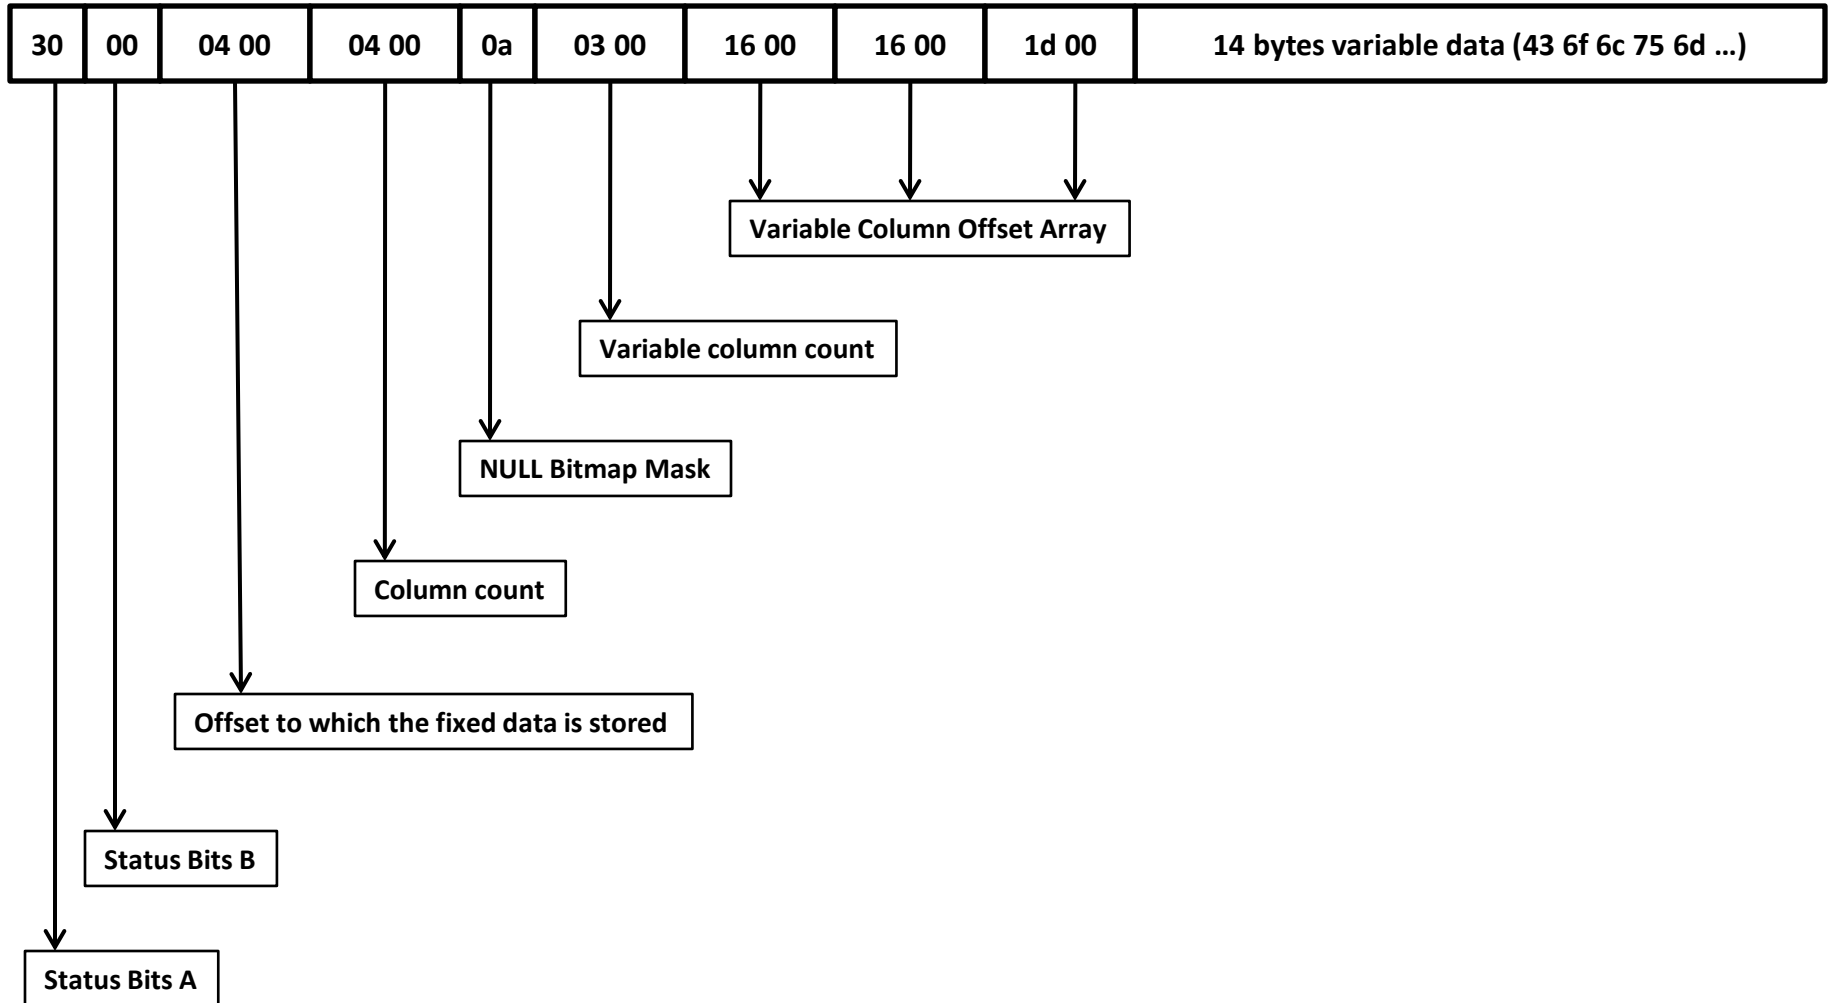 30 00 04 00 04 00 0a 03 00 16 00 16 00 1d 00 14 bytes variable data (43 6f 6c 75 6d ...)
Variable Column Offset Array
Variable column count
NULL Bitmap Mask
Column count
Offset to which the fixed data is stored
Status Bits B
Status Bits A